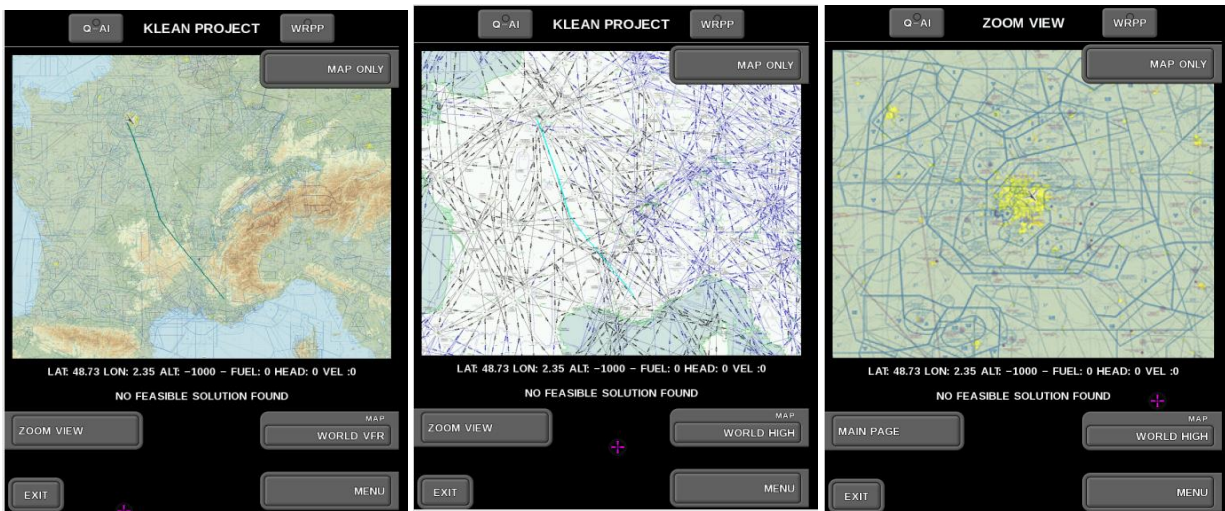 Q-AI KLEAN PROJECT WRPP
MAP ONLY
LAT: 48.73 LON: 2.35 ALT: −1000 − FUEL: 0 HEAD: 0 VEL :0
NO FEASIBLE SOLUTION FOUND
ZOOM VIEW
MAP
WORLD VFR
EXIT
MENU
Q-AI KLEAN PROJECT WRPP
MAP ONLY
LAT: 48.73 LON: 2.35 ALT: −1000 − FUEL: 0 HEAD: 0 VEL :0
NO FEASIBLE SOLUTION FOUND
ZOOM VIEW
MAP
WORLD HIGH
EXIT
MENU
Q-AI ZOOM VIEW WRPP
MAP ONLY
LAT: 48.73 LON: 2.35 ALT: −1000 − FUEL: 0 HEAD: 0 VEL :0
NO FEASIBLE SOLUTION FOUND
MAIN PAGE
MAP
WORLD HIGH
EXIT
MENU